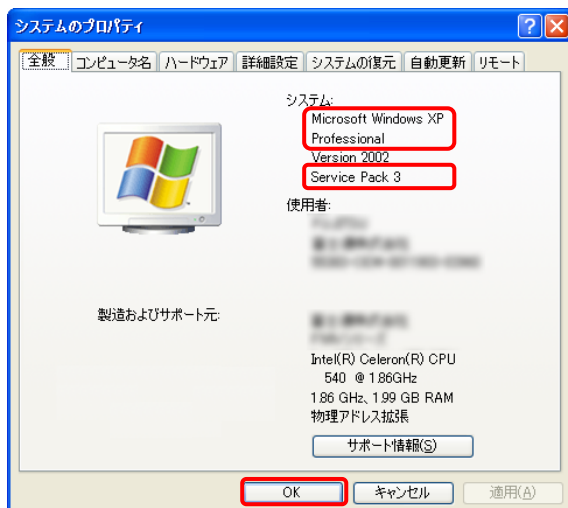 システムのプロパティ
全般 コンピュータ名 ハードウェア 詳細設定 システムの復元 自動更新 リモート
システム:
Microsoft Windows XP
Professional
Version 2002
Service Pack 3
使用者:
製造およびサポート元:
Intel(R) Celeron(R) CPU
540 @ 1.86GHz
1.86 GHz、1.99 GB RAM
物理アドレス拡張
サポート情報(S)
OK キャンセル 適用(A)